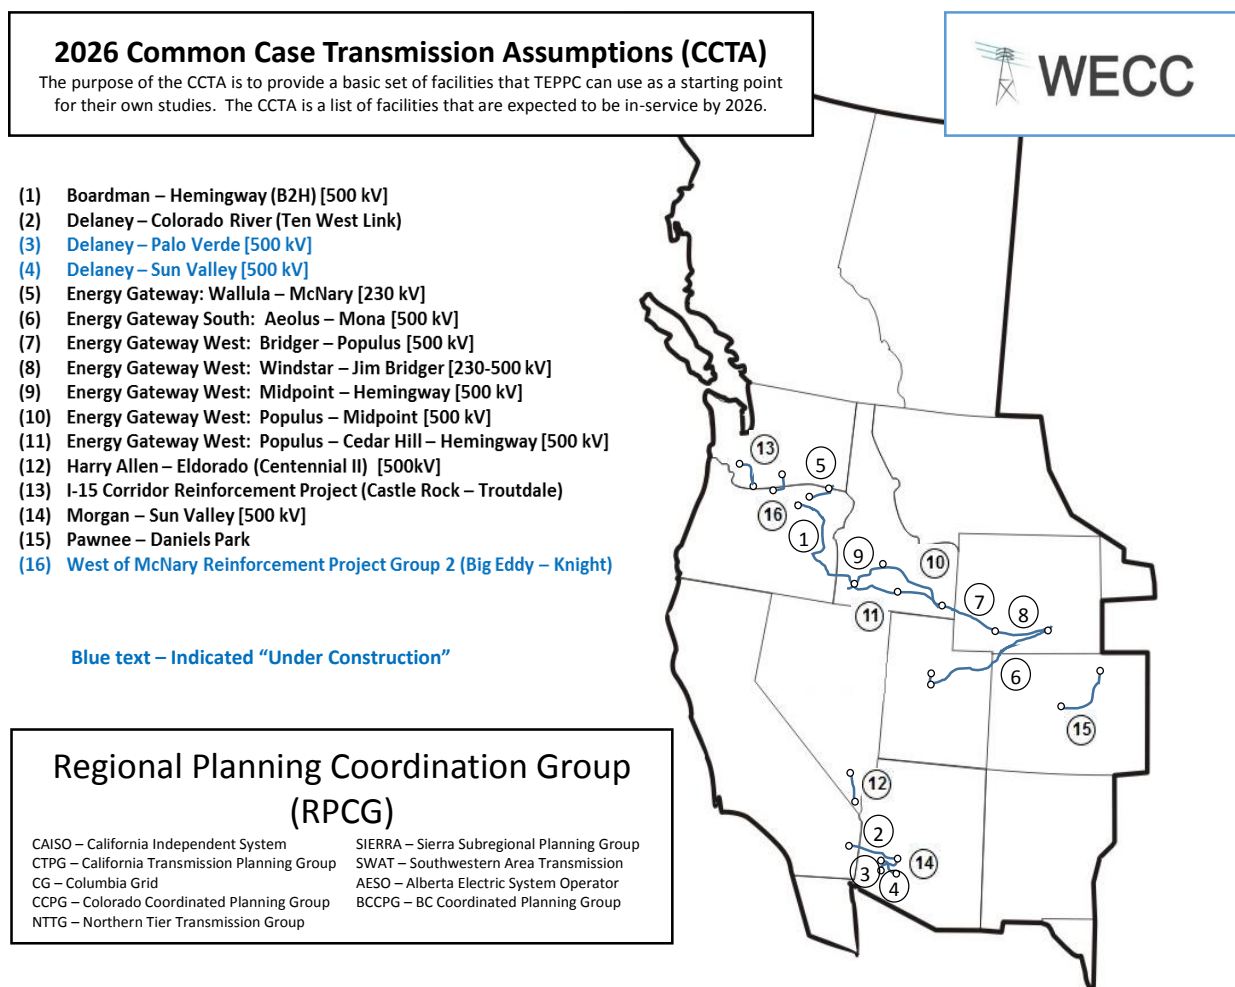 2026 Common Case Transmission Assumptions (CCTA)
The purpose of the CCTA is to provide a basic set of facilities that TEPPC can use as a starting point
for their own studies.  The CCTA is a list of facilities that are expected to be in-service by 2026.
WECC
(1) Boardman – Hemingway (B2H) [500 kV]
(2) Delaney – Colorado River (Ten West Link)
(3) Delaney – Palo Verde [500 kV]
(4) Delaney – Sun Valley [500 kV]
(5) Energy Gateway: Wallula – McNary [230 kV]
(6) Energy Gateway South:  Aeolus – Mona [500 kV]
(7) Energy Gateway West:  Bridger – Populus [500 kV]
(8) Energy Gateway West:  Windstar – Jim Bridger [230-500 kV]
(9) Energy Gateway West:  Midpoint – Hemingway [500 kV]
(10) Energy Gateway West:  Populus – Midpoint [500 kV]
(11) Energy Gateway West:  Populus – Cedar Hill – Hemingway [500 kV]
(12) Harry Allen – Eldorado (Centennial II)  [500kV]
(13) I-15 Corridor Reinforcement Project (Castle Rock – Troutdale)
(14) Morgan – Sun Valley [500 kV]
(15) Pawnee – Daniels Park
(16) West of McNary Reinforcement Project Group 2 (Big Eddy – Knight)
Blue text – Indicated “Under Construction”
Regional Planning Coordination Group
(RPCG)
CAISO – California Independent System
CTPG – California Transmission Planning Group
CG – Columbia Grid
CCPG – Colorado Coordinated Planning Group
NTTG – Northern Tier Transmission Group
SIERRA – Sierra Subregional Planning Group
SWAT – Southwestern Area Transmission
AESO – Alberta Electric System Operator
BCCPG – BC Coordinated Planning Group
13
5
16
1
9
10
7
8
11
6
15
12
2
14
3
4